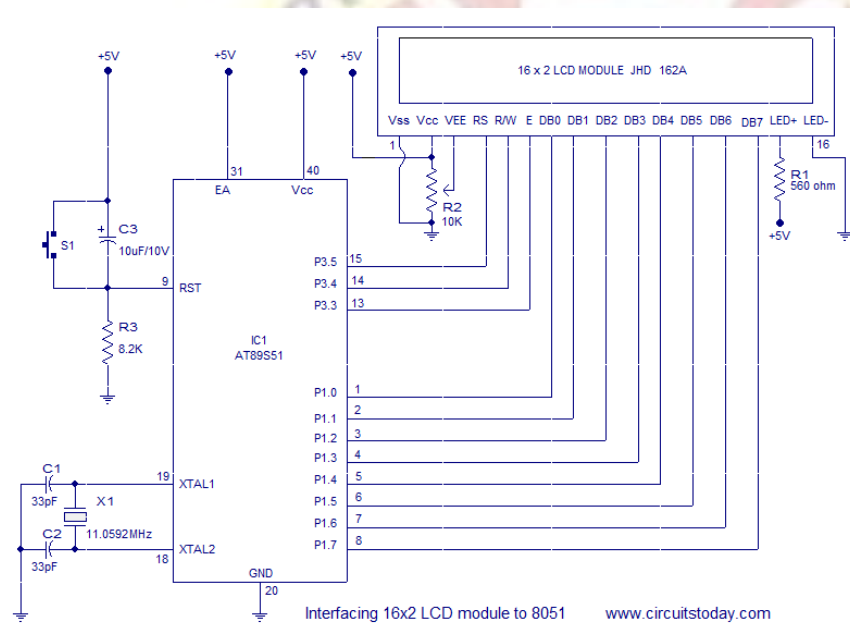 +5V +5V +5V +5V
16 x 2 LCD MODULE JHD 162A
Vss Vcc VEE RS R/W E DB0 DB1 DB2 DB3 DB4 DB5 DB6 DB7 LED+ LED-
1 16
31 40
EA Vcc
R1
560 ohm
R2
10K
+5V
S1
+ C3
10uF/10V
9 RST
R3
8.2K
P3.5 15
P3.4 14
P3.3 13
IC1
AT89S51
P1.0 1
P1.1 2
P1.2 3
P1.3 4
P1.4 5
P1.5 6
P1.6 7
P1.7 8
C1
33pF
19 XTAL1
X1
11.0592MHz
C2
33pF
18 XTAL2
GND
20
Interfacing 16x2 LCD module to 8051 www.circuitstoday.com